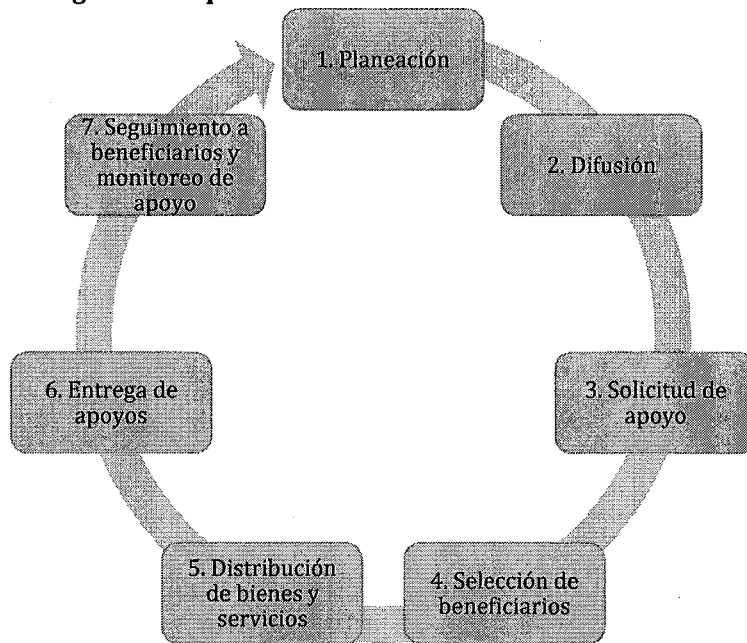 1. Planeación
2. Difusión
3. Solicitud de
apoyo
4. Selección de
beneficiarios
5. Distribución
de bienes y
servicios
6. Entrega de
apoyos
7. Seguimiento a
beneficiarios y
monitoreo de
apoyo